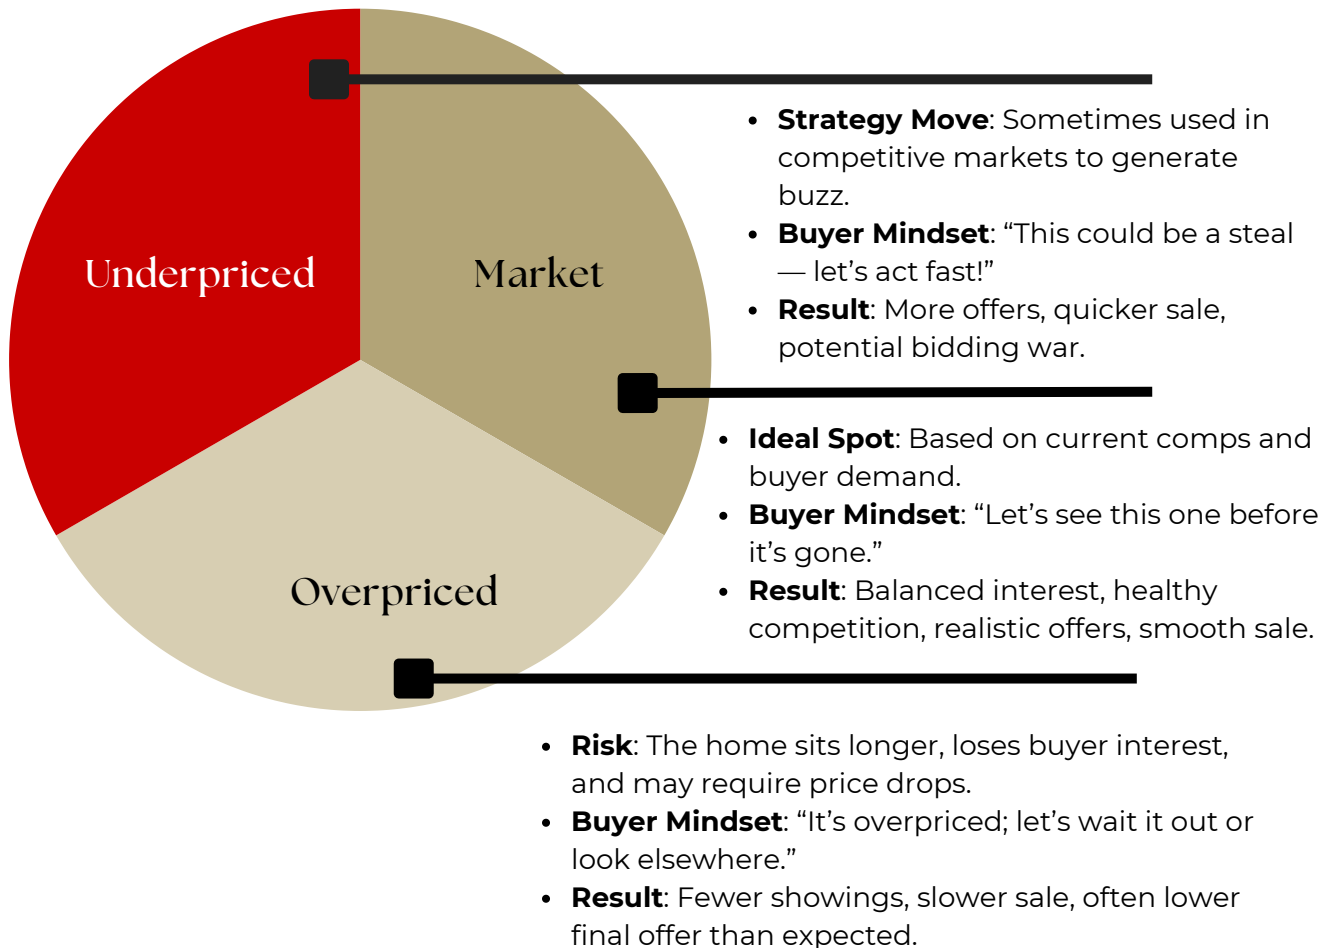 Underpriced
Market
Overpriced
• Strategy Move: Sometimes used in
competitive markets to generate
buzz.
• Buyer Mindset: “This could be a steal
— let’s act fast!”
• Result: More offers, quicker sale,
potential bidding war.
• Ideal Spot: Based on current comps and
buyer demand.
• Buyer Mindset: “Let’s see this one before
it’s gone.”
• Result: Balanced interest, healthy
competition, realistic offers, smooth sale.
• Risk: The home sits longer, loses buyer interest,
and may require price drops.
• Buyer Mindset: “It’s overpriced; let’s wait it out or
look elsewhere.”
• Result: Fewer showings, slower sale, often lower
final offer than expected.